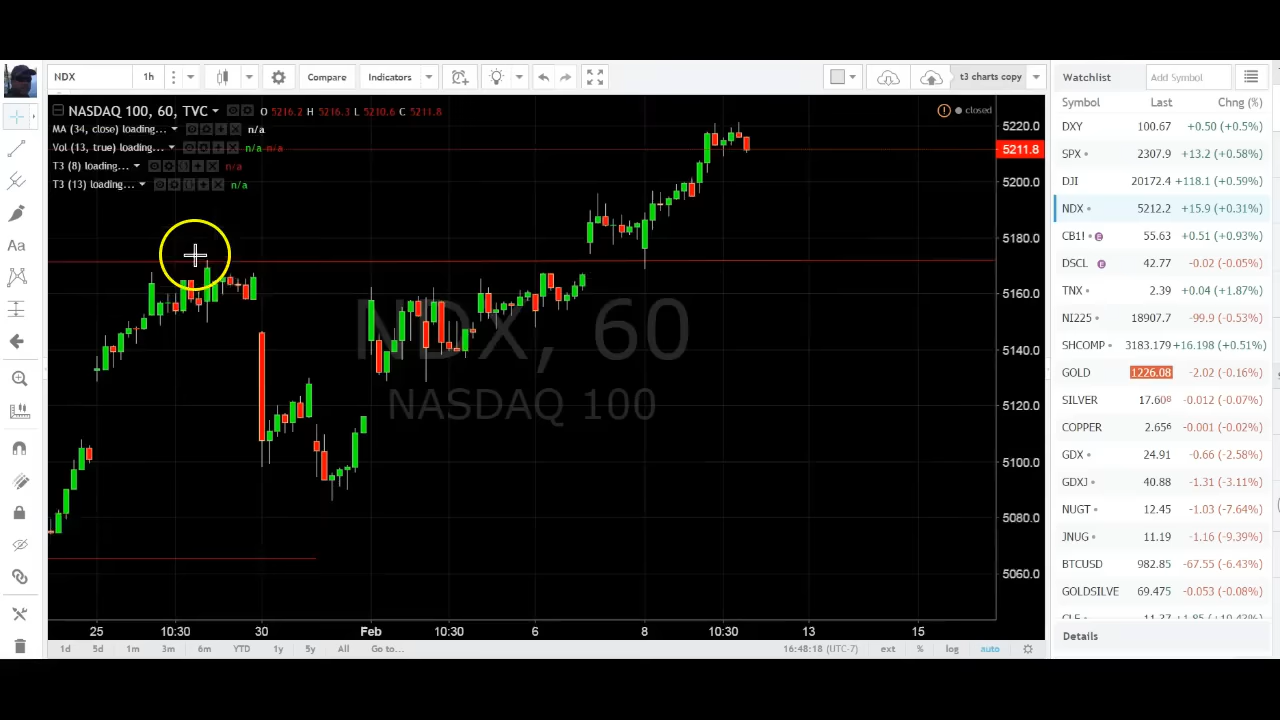 NDX 1h Compare Indicators t3 charts copy
Watchlist Add Symbol
NASDAQ 100, 60, TVC O 5216.2 H 5216.3 L 5210.6 C 5211.8
closed
MA (34, close) loading... n/a
Vol (13, true) loading... n/a n/a
T3 (8) loading... n/a
T3 (13) loading... n/a
NDX, 60
NASDAQ 100
5220.0
5211.8
5200.0
5180.0
5160.0
5140.0
5120.0
5100.0
5080.0
5060.0
25 10:30 30 Feb 10:30 6 8 10:30 13 15
1d 5d 1m 3m 6m YTD 1y 5y All Go to... 16:48:18 (UTC-7) ext % log auto
Aa
Symbol Last Chng (%)
DXY 100.67 +0.50 (+0.5%)
SPX 2307.9 +13.2 (+0.58%)
DJI 20172.4 +118.1 (+0.59%)
NDX 5212.2 +15.9 (+0.31%)
CB1! E 55.63 +0.51 (+0.93%)
DSCL E 42.77 -0.02 (-0.05%)
TNX 2.39 +0.04 (+1.87%)
NI225 18907.7 -99.9 (-0.53%)
SHCOMP 3183.179 +16.198 (+0.51%)
GOLD 1226.08 -2.02 (-0.16%)
SILVER 17.608 -0.012 (-0.07%)
COPPER 2.656 -0.001 (-0.02%)
GDX 24.91 -0.66 (-2.58%)
GDXJ 40.88 -1.31 (-3.11%)
NUGT 12.45 -1.03 (-7.64%)
JNUG 11.19 -1.16 (-9.39%)
BTCUSD 982.85 -67.55 (-6.43%)
GOLDSILVE 69.475 -0.053 (-0.08%)
Details